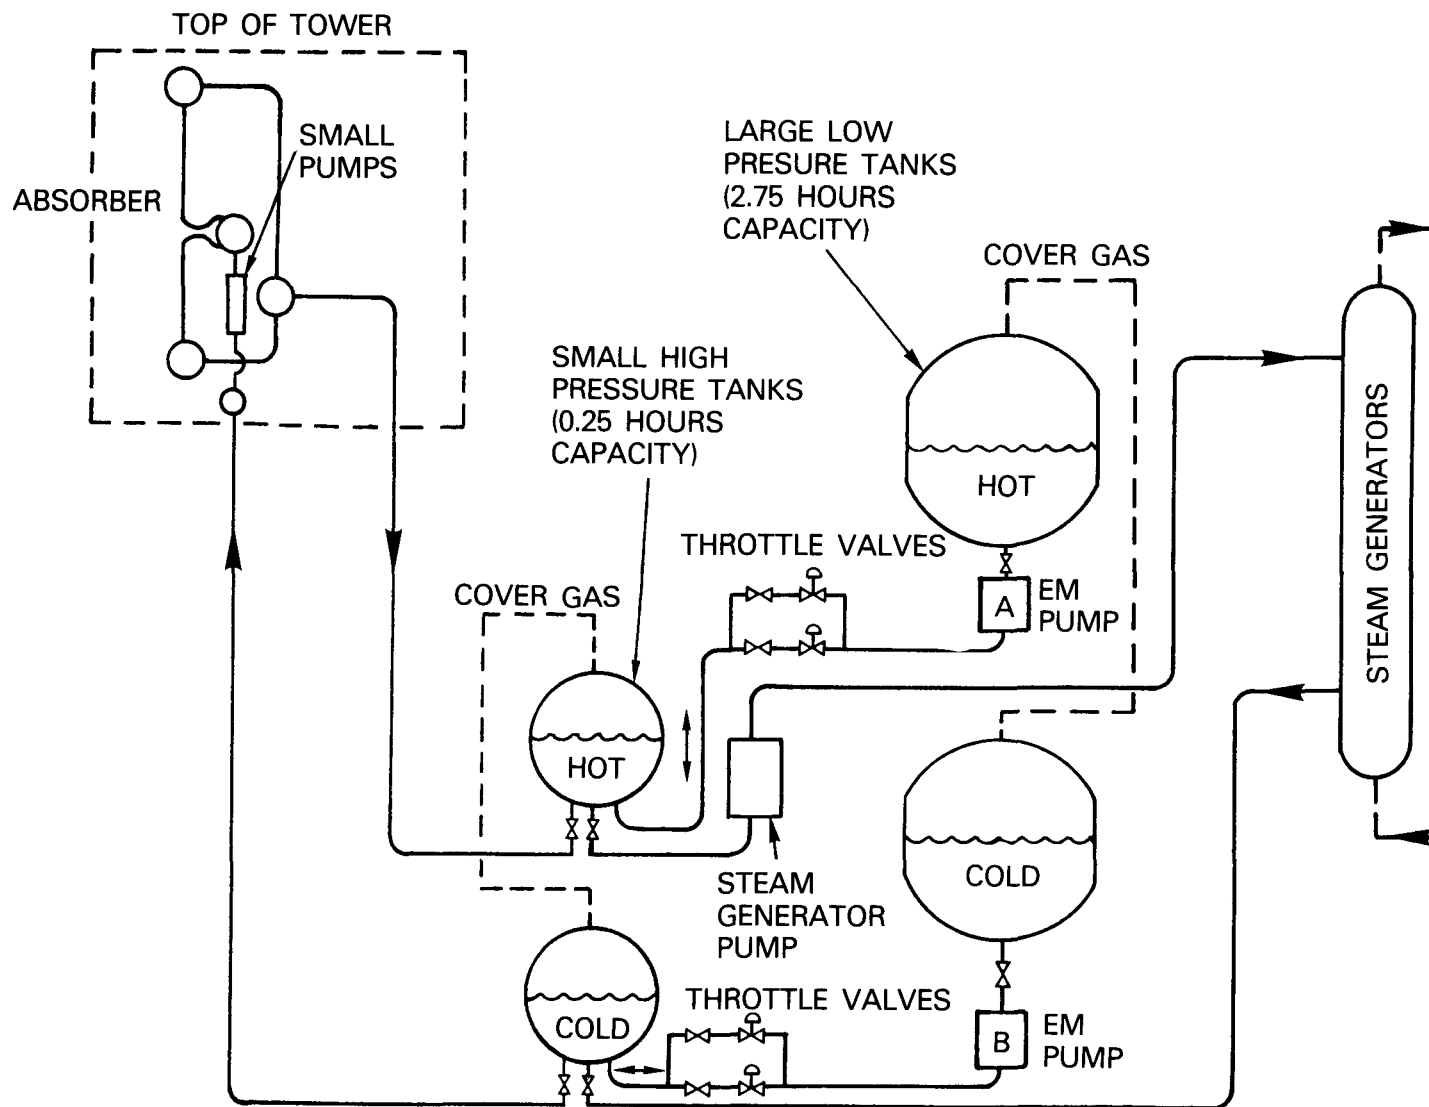 TOP OF TOWER
SMALL
PUMPS
ABSORBER
LARGE LOW
PRESURE TANKS
(2.75 HOURS
CAPACITY)
COVER GAS
HOT
SMALL HIGH
PRESSURE TANKS
(0.25 HOURS
CAPACITY)
THROTTLE VALVES
A
EM
PUMP
STEAM GENERATORS
COVER GAS
HOT
STEAM
GENERATOR
PUMP
COLD
COLD
THROTTLE VALVES
B
EM
PUMP